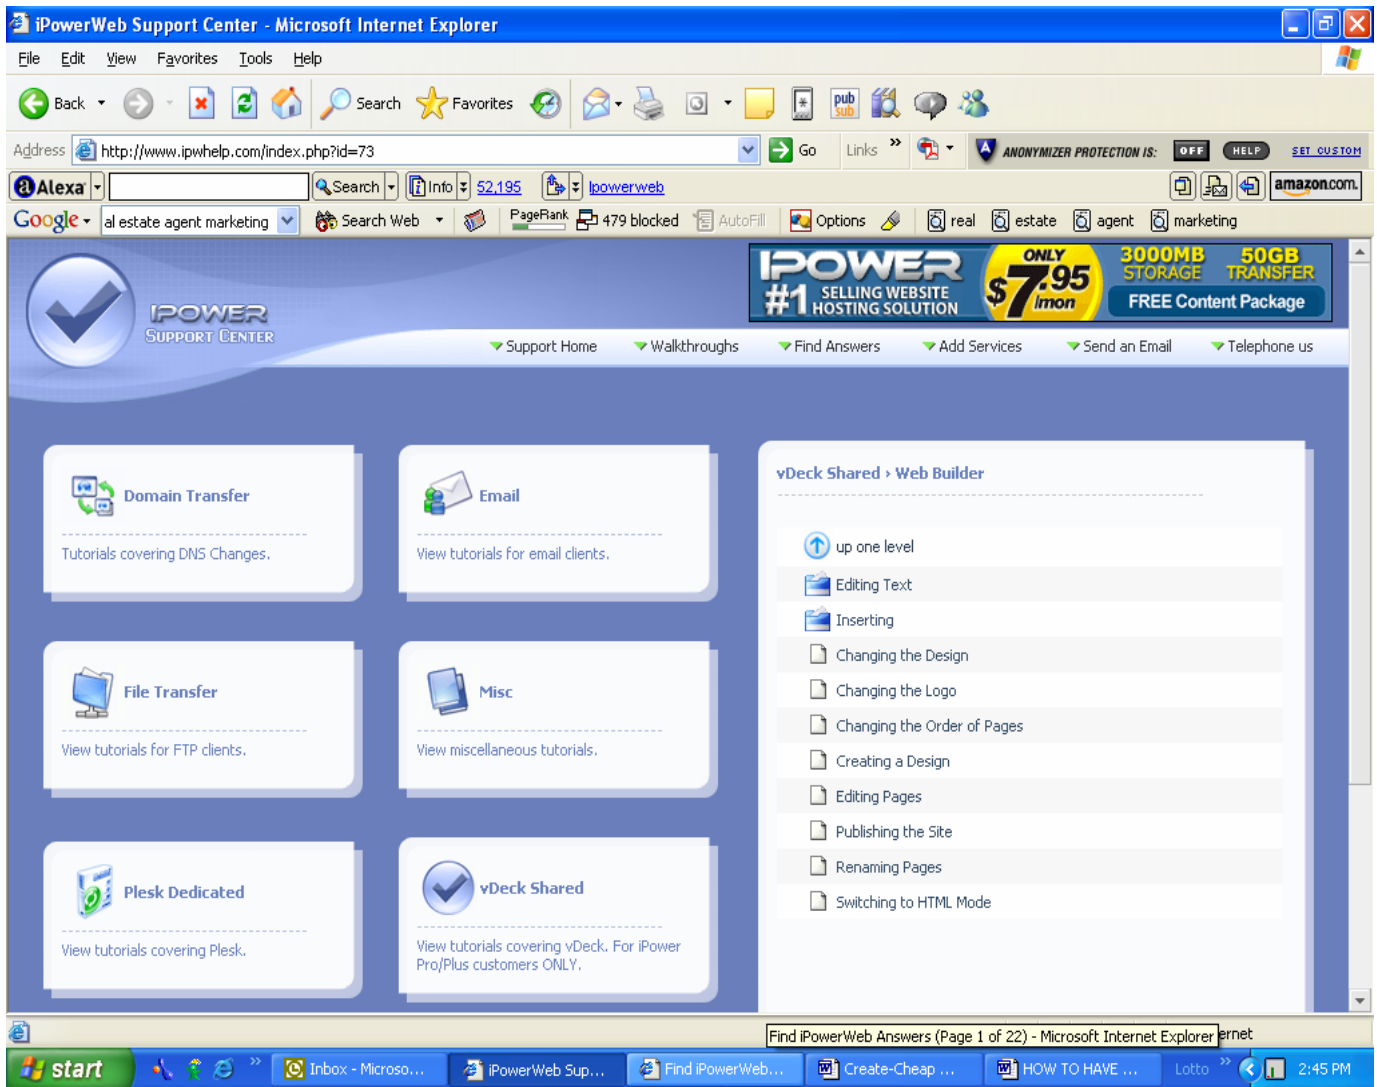 iPowerWeb Support Center - Microsoft Internet Explorer
File Edit View Favorites Tools Help
Back Search Favorites pub sub
Address http://www.ipwhelp.com/index.php?id=73 Go Links » ANONYMIZER PROTECTION IS: OFF HELP SET CUSTOM
Alexa Search Info 52,195 Ipowerweb amazon.com.
Google al estate agent marketing Search Web PageRank 479 blocked AutoFill Options real estate agent marketing
IPOWER
SUPPORT CENTER
IPOWER
#1 SELLING WEBSITE
HOSTING SOLUTION
ONLY
$7.95
/mon
3000MB
STORAGE
50GB
TRANSFER
FREE Content Package
Support Home Walkthroughs Find Answers Add Services Send an Email Telephone us
Domain Transfer
Tutorials covering DNS Changes.
Email
View tutorials for email clients.
File Transfer
View tutorials for FTP clients.
Misc
View miscellaneous tutorials.
Plesk Dedicated
View tutorials covering Plesk.
vDeck Shared
View tutorials covering vDeck. For iPower
Pro/Plus customers ONLY.
vDeck Shared › Web Builder
up one level
Editing Text
Inserting
Changing the Design
Changing the Logo
Changing the Order of Pages
Creating a Design
Editing Pages
Publishing the Site
Renaming Pages
Switching to HTML Mode
Find iPowerWeb Answers (Page 1 of 22) - Microsoft Internet Explorer ernet
start » Inbox - Microso... iPowerWeb Sup... Find iPowerWeb... Create-Cheap ... HOW TO HAVE ... Lotto » 2:45 PM